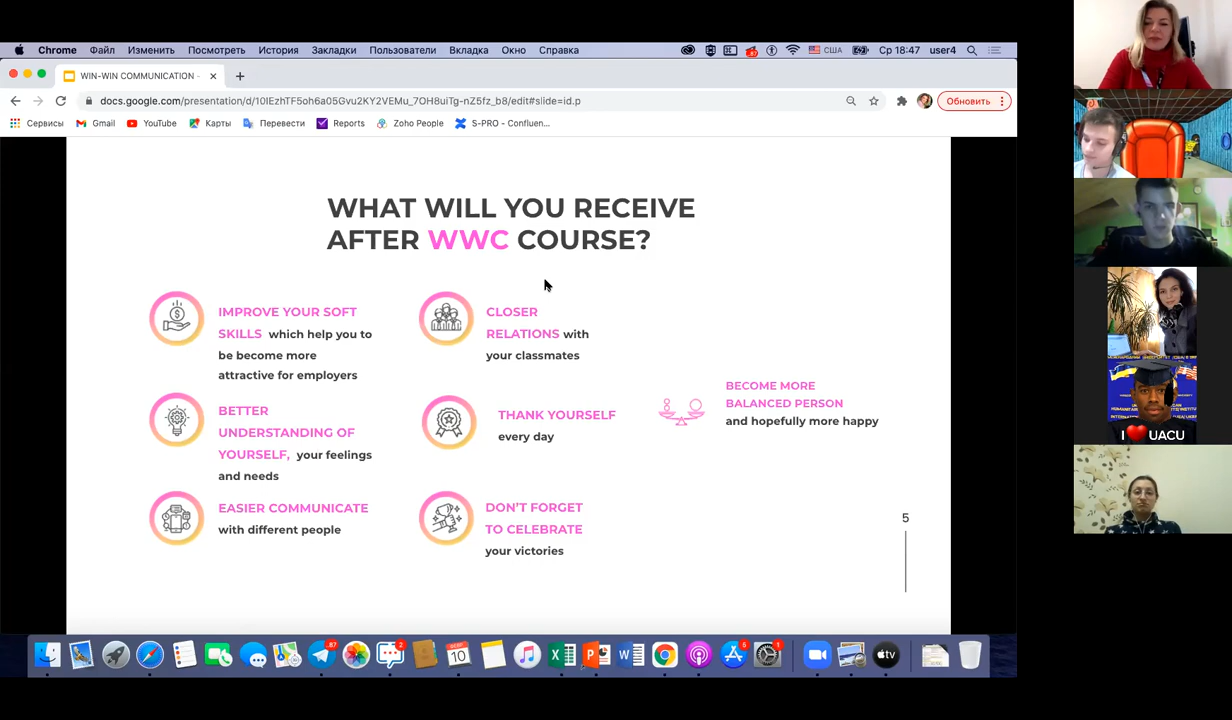 Chrome Файл Изменить Посмотреть История Закладки Пользователи Вкладка Окно Справка
США Ср 18:47 user4
WIN-WIN COMMUNICATION -
docs.google.com/presentation/d/10IEzhTF5oh6a05Gvu2KY2VEMu_7OH8uiTg-nZ5fz_b8/edit#slide=id.p
Обновить
Сервисы Gmail YouTube Карты Перевести Reports Zoho People S-PRO - Confluen...
WHAT WILL YOU RECEIVE
AFTER WWC COURSE?
IMPROVE YOUR SOFT
SKILLS which help you to
be become more
attractive for employers
BETTER
UNDERSTANDING OF
YOURSELF, your feelings
and needs
EASIER COMMUNICATE
with different people
CLOSER
RELATIONS with
your classmates
THANK YOURSELF
every day
DON'T FORGET
TO CELEBRATE
your victories
BECOME MORE
BALANCED PERSON
and hopefully more happy
5
I UACU
87
2
10
6
1
tv